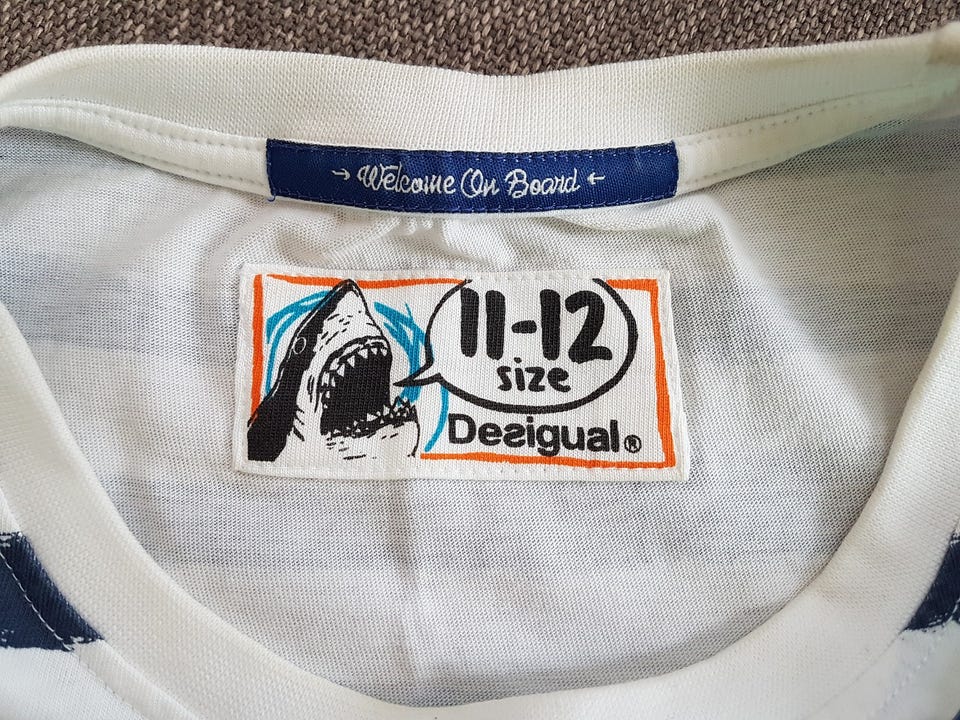 → Welcome On Board ←
11-12
size
Desigual®